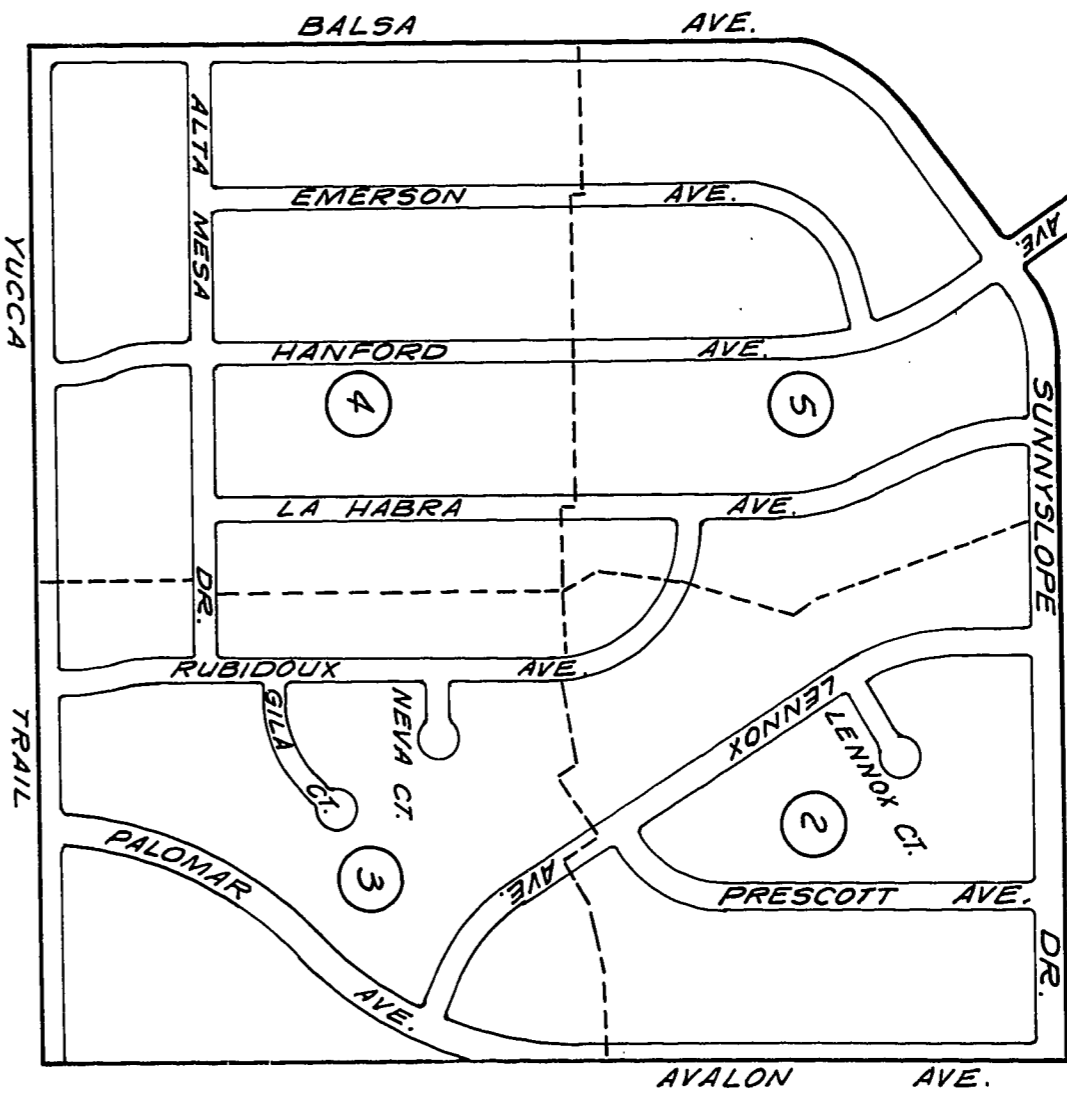 BALSA AVE.
AVE.
ALTA MESA DR.
EMERSON AVE.
YUCCA TRAIL
HANFORD AVE.
4
5
SUNNYSLOPE DR.
LA HABRA AVE.
RUBIDOUX AVE.
GILA CT.
NEVA CT.
LENNOX AVE.
LENNOX CT.
2
3
PALOMAR AVE.
PRESCOTT AVE.
AVALON AVE.